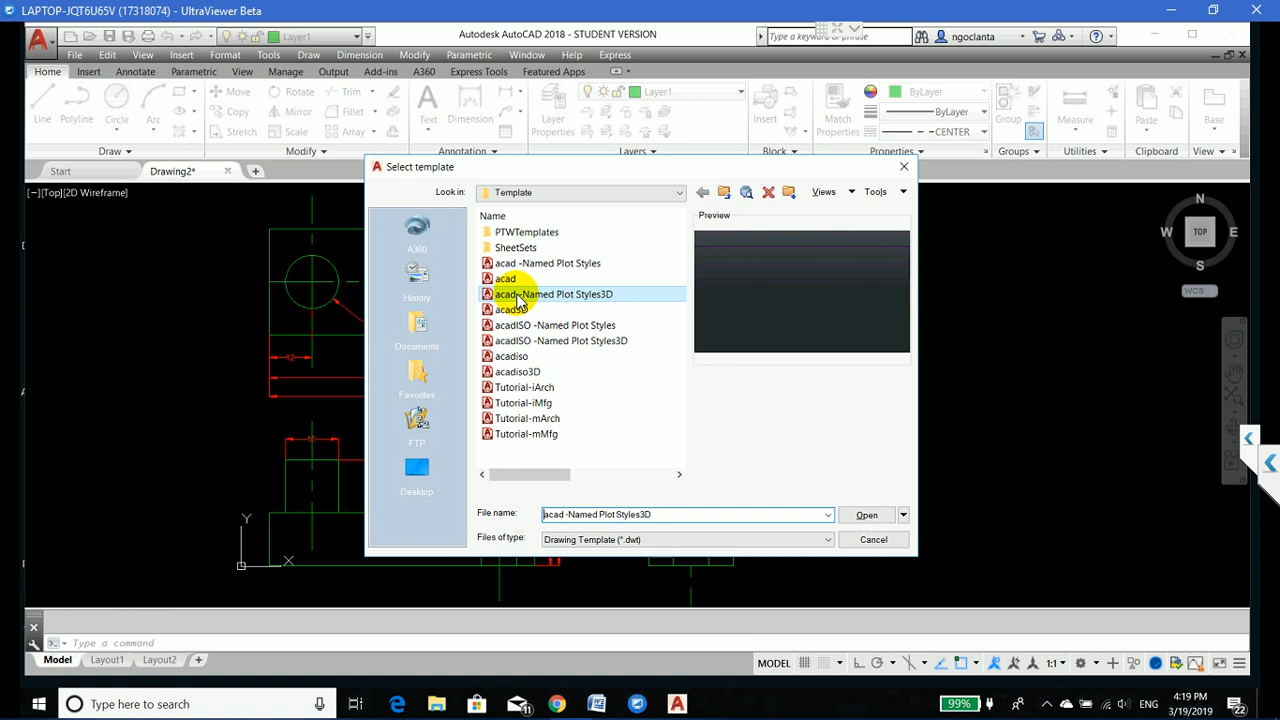 LAPTOP-JQT6U65V (17318074) - UltraViewer Beta
Layer1
Autodesk AutoCAD 2018 - STUDENT VERSION
Type a keyword or phrase
ngoclanta
File Edit View Insert Format Tools Draw Dimension Modify Parametric Window Help Express
Home Insert Annotate Parametric View Manage Output Add-ins A360 Express Tools Featured Apps
Line Polyline Circle Arc
Move Rotate Trim
Copy Mirror Fillet
Stretch Scale Array
Text Dimension
Layer Properties
Layer1
Insert
Match Properties
ByLayer
ByLayer
CENTER
Group
Measure
Paste
Base
Draw Modify Annotation Layers Block Properties Groups Utilities Clipboard View
Start Drawing2*
[−][Top][2D Wireframe]
Select template
Look in: Template
Views Tools
Name
PTWTemplates
SheetSets
acad -Named Plot Styles
acad
acad -Named Plot Styles3D
acad3D
acadISO -Named Plot Styles
acadISO -Named Plot Styles3D
acadiso
acadiso3D
Tutorial-iArch
Tutorial-iMfg
Tutorial-mArch
Tutorial-mMfg
A360
History
Documents
Favorites
FTP
Desktop
Preview
File name: acad -Named Plot Styles3D
Open
Files of type: Drawing Template (*.dwt)
Cancel
N
W TOP E
S
WCS
12
16
Y
X
Type a command
Model Layout1 Layout2
MODEL
1:1
Type here to search
11
99%
ENG
4:19 PM
3/19/2019
22